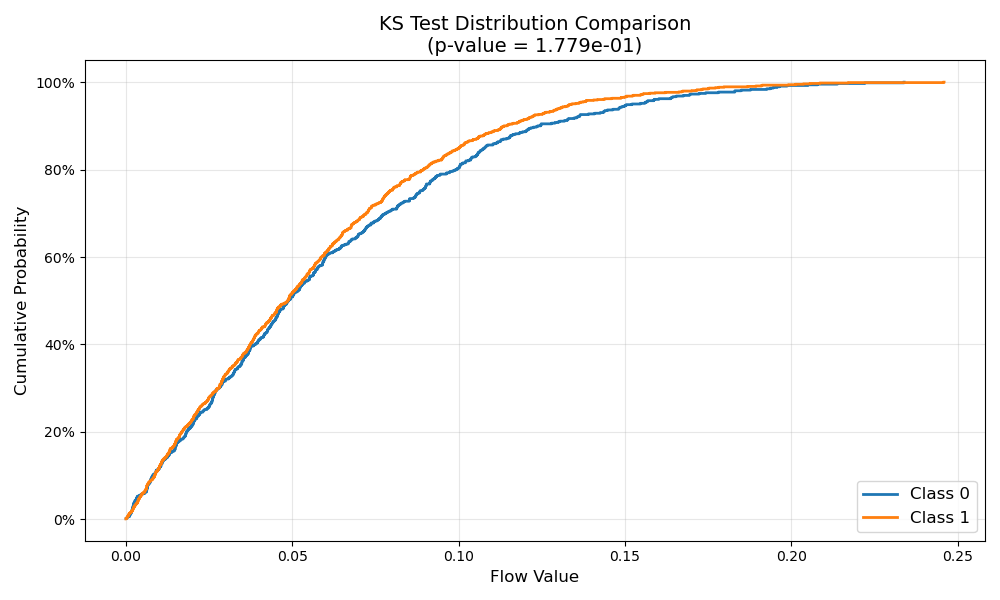 KS Test Distribution Comparison
(p-value = 1.779e-01)
Cumulative Probability
100%
80%
60%
40%
20%
0%
Class 0
Class 1
0.00
0.05
0.10
0.15
0.20
0.25
Flow Value